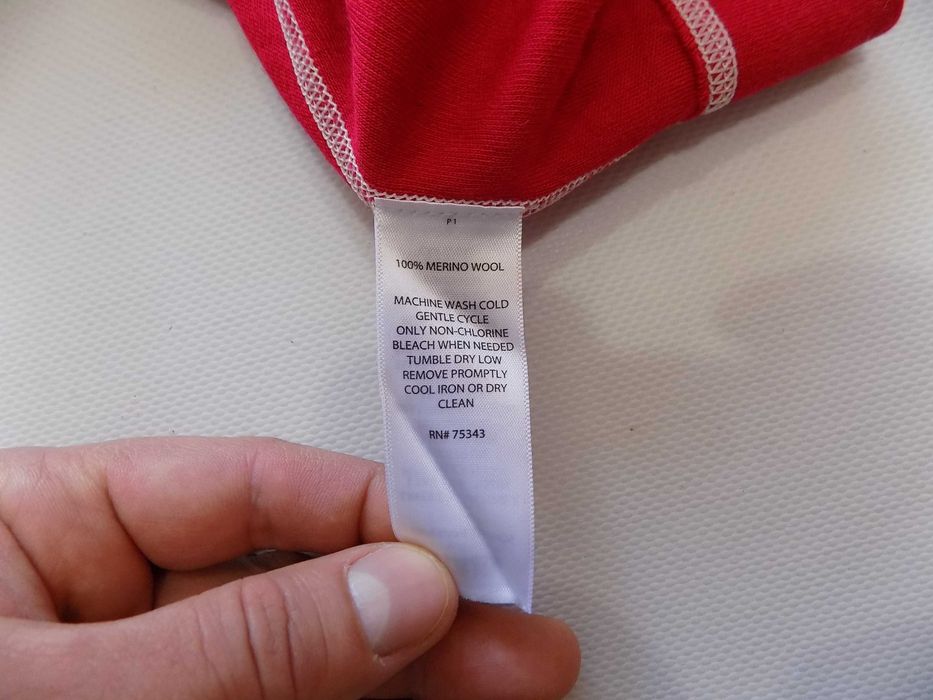 P1
100% MERINO WOOL
MACHINE WASH COLD
GENTLE CYCLE
ONLY NON-CHLORINE
BLEACH WHEN NEEDED
TUMBLE DRY LOW
REMOVE PROMPTLY
COOL IRON OR DRY
CLEAN
RN# 75343